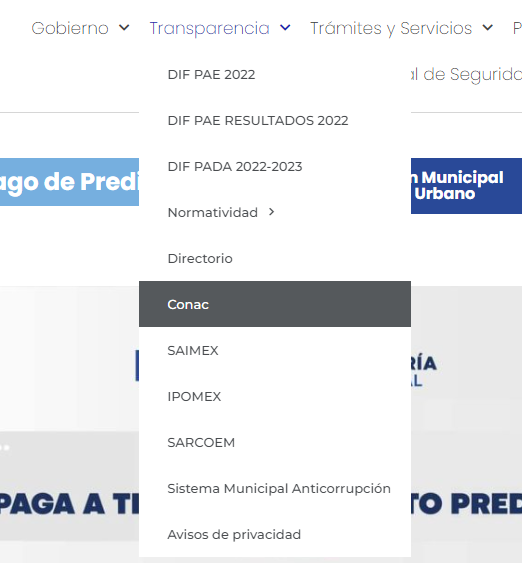 Gobierno Transparencia Trámites y Servicios P
DIF PAE 2022
al de Segurido
DIF PAE RESULTADOS 2022
DIF PADA 2022-2023
ago de Predi
n Municipal
Urbano
Normatividad
Directorio
Conac
SAIMEX
RÍA
AL
IPOMEX
SARCOEM
Sistema Municipal Anticorrupción
PAGA A TI
TO PRED
Avisos de privacidad